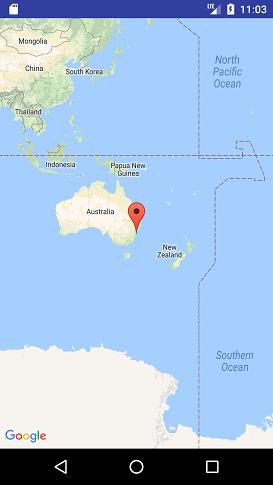 LTE 11:03
Mongolia
North
Pacific
Ocean
China
South Korea
Thailand
Indonesia
Papua New
Guinea
Australia
New
Zealand
Southern
Ocean
Google